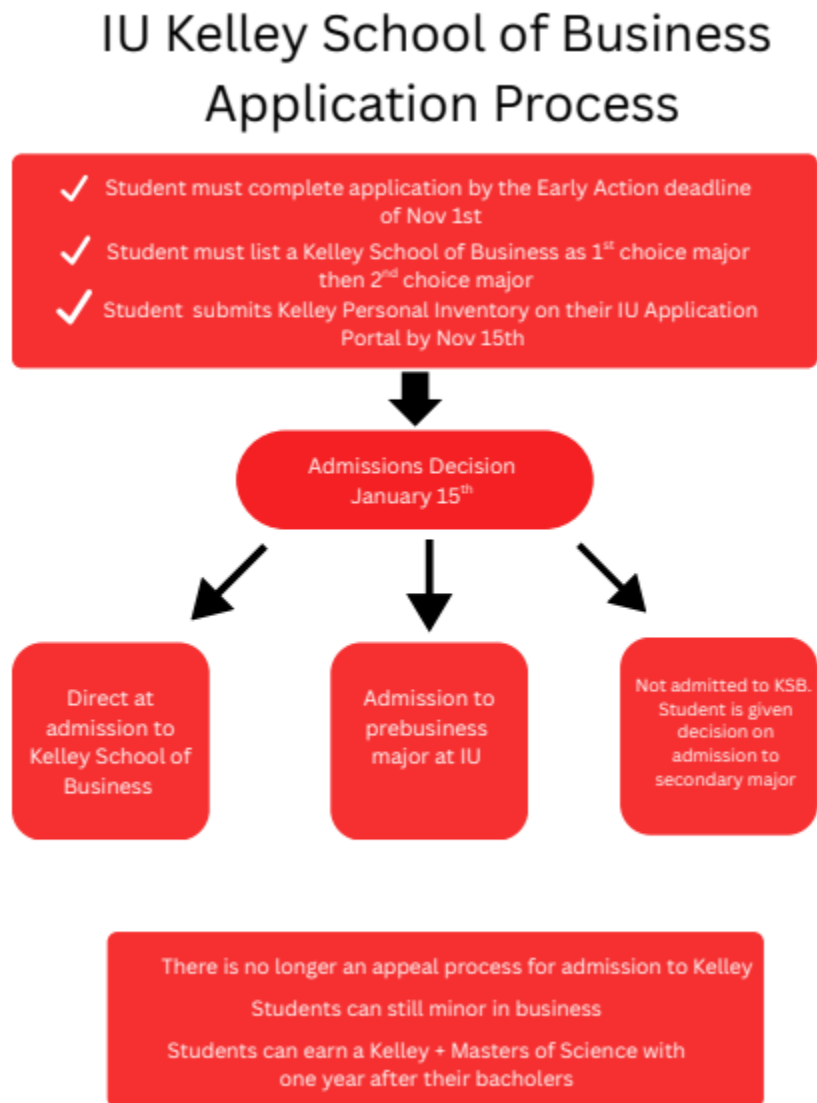 IU Kelley School of Business
Application Process
Student must complete application by the Early Action deadline
of Nov 1st
Student must list a Kelley School of Business as 1st choice major
then 2nd choice major
Student submits Kelley Personal Inventory on their IU Application
Portal by Nov 15th
Admissions Decision
January 15th
Direct at
admission to
Kelley School of
Business
Admission to
prebusiness
major at IU
Not admitted to KSB.
Student is given
decision on
admission to
secondary major
There is no longer an appeal process for admission to Kelley
Students can still minor in business
Students can earn a Kelley + Masters of Science with
one year after their bacholers